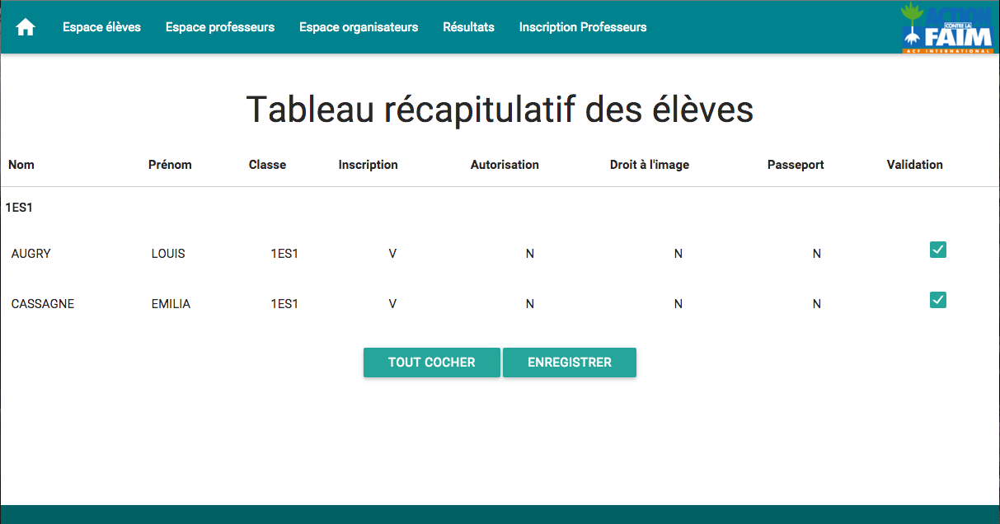 Espace élèves Espace professeurs Espace organisateurs Résultats Inscription Professeurs
ACTION
CONTRE LA
FAIM
ACF INTERNATIONAL
Tableau récapitulatif des élèves
Nom Prénom Classe Inscription Autorisation Droit à l'image Passeport Validation
1ES1
AUGRY LOUIS 1ES1 V N N N
CASSAGNE EMILIA 1ES1 V N N N
TOUT COCHER ENREGISTRER